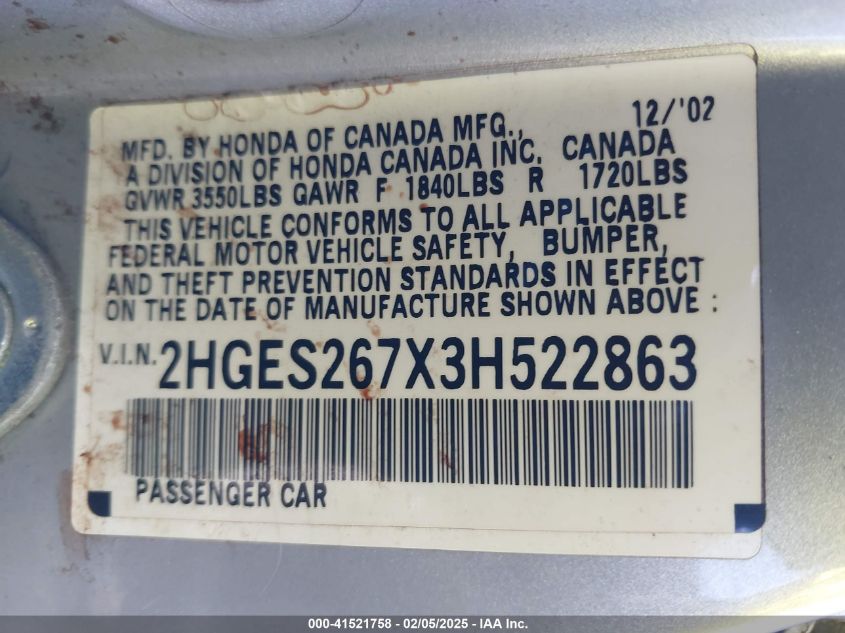 12/'02
MFD. BY HONDA OF CANADA MFG.,
A DIVISION OF HONDA CANADA INC. CANADA
GVWR 3550LBS GAWR F 1840LBS R 1720LBS
THIS VEHICLE CONFORMS TO ALL APPLICABLE
FEDERAL MOTOR VEHICLE SAFETY, BUMPER,
AND THEFT PREVENTION STANDARDS IN EFFECT
ON THE DATE OF MANUFACTURE SHOWN ABOVE :
V.I.N. 2HGES267X3H522863
PASSENGER CAR
000-41521758 - 02/05/2025 - IAA Inc.